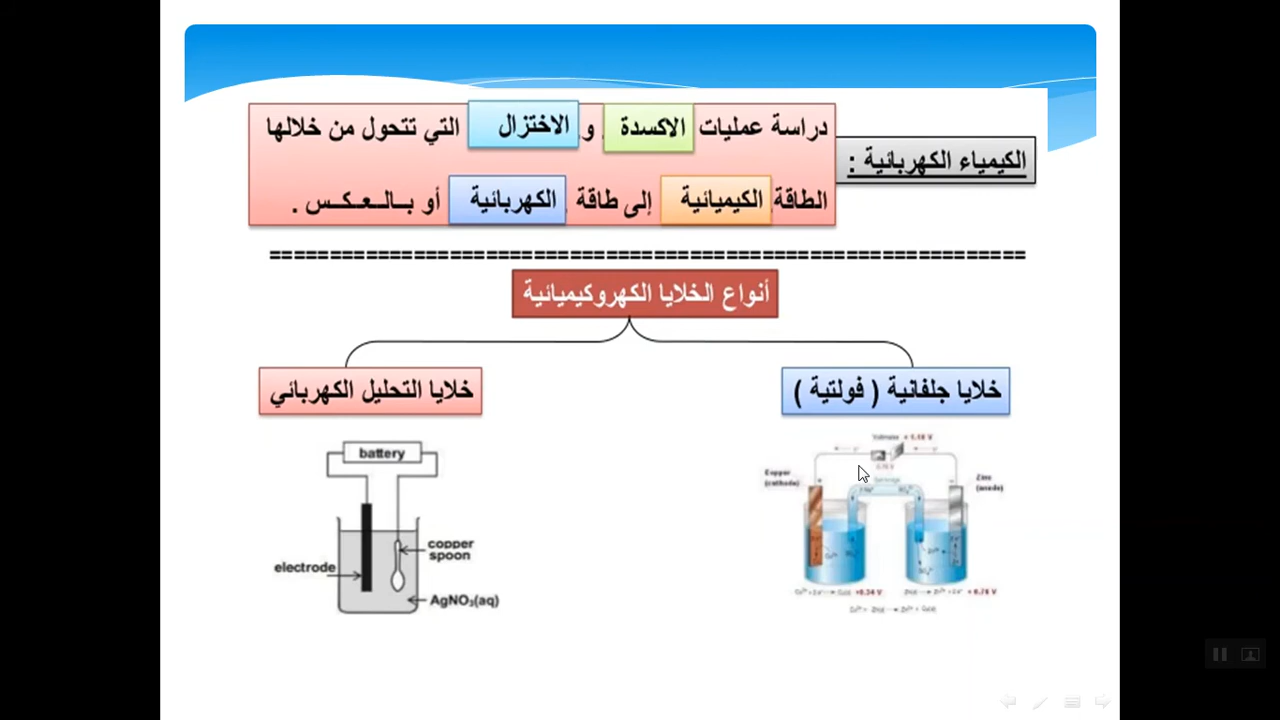 الكيمياء الكهربائية :
دراسة عمليات الاكسدة و الاختزال التي تتحول من خلالها
الطاقة الكيميائية إلى طاقة الكهربائية أو بـالـعـكـس .
==============================================================
أنواع الخلايا الكهروكيميائية
خلايا جلفانية ( فولتية )
خلايا التحليل الكهربائي
Copper
(cathode)
Zinc
(anode)
battery
copper
spoon
electrode
AgNO₃(aq)